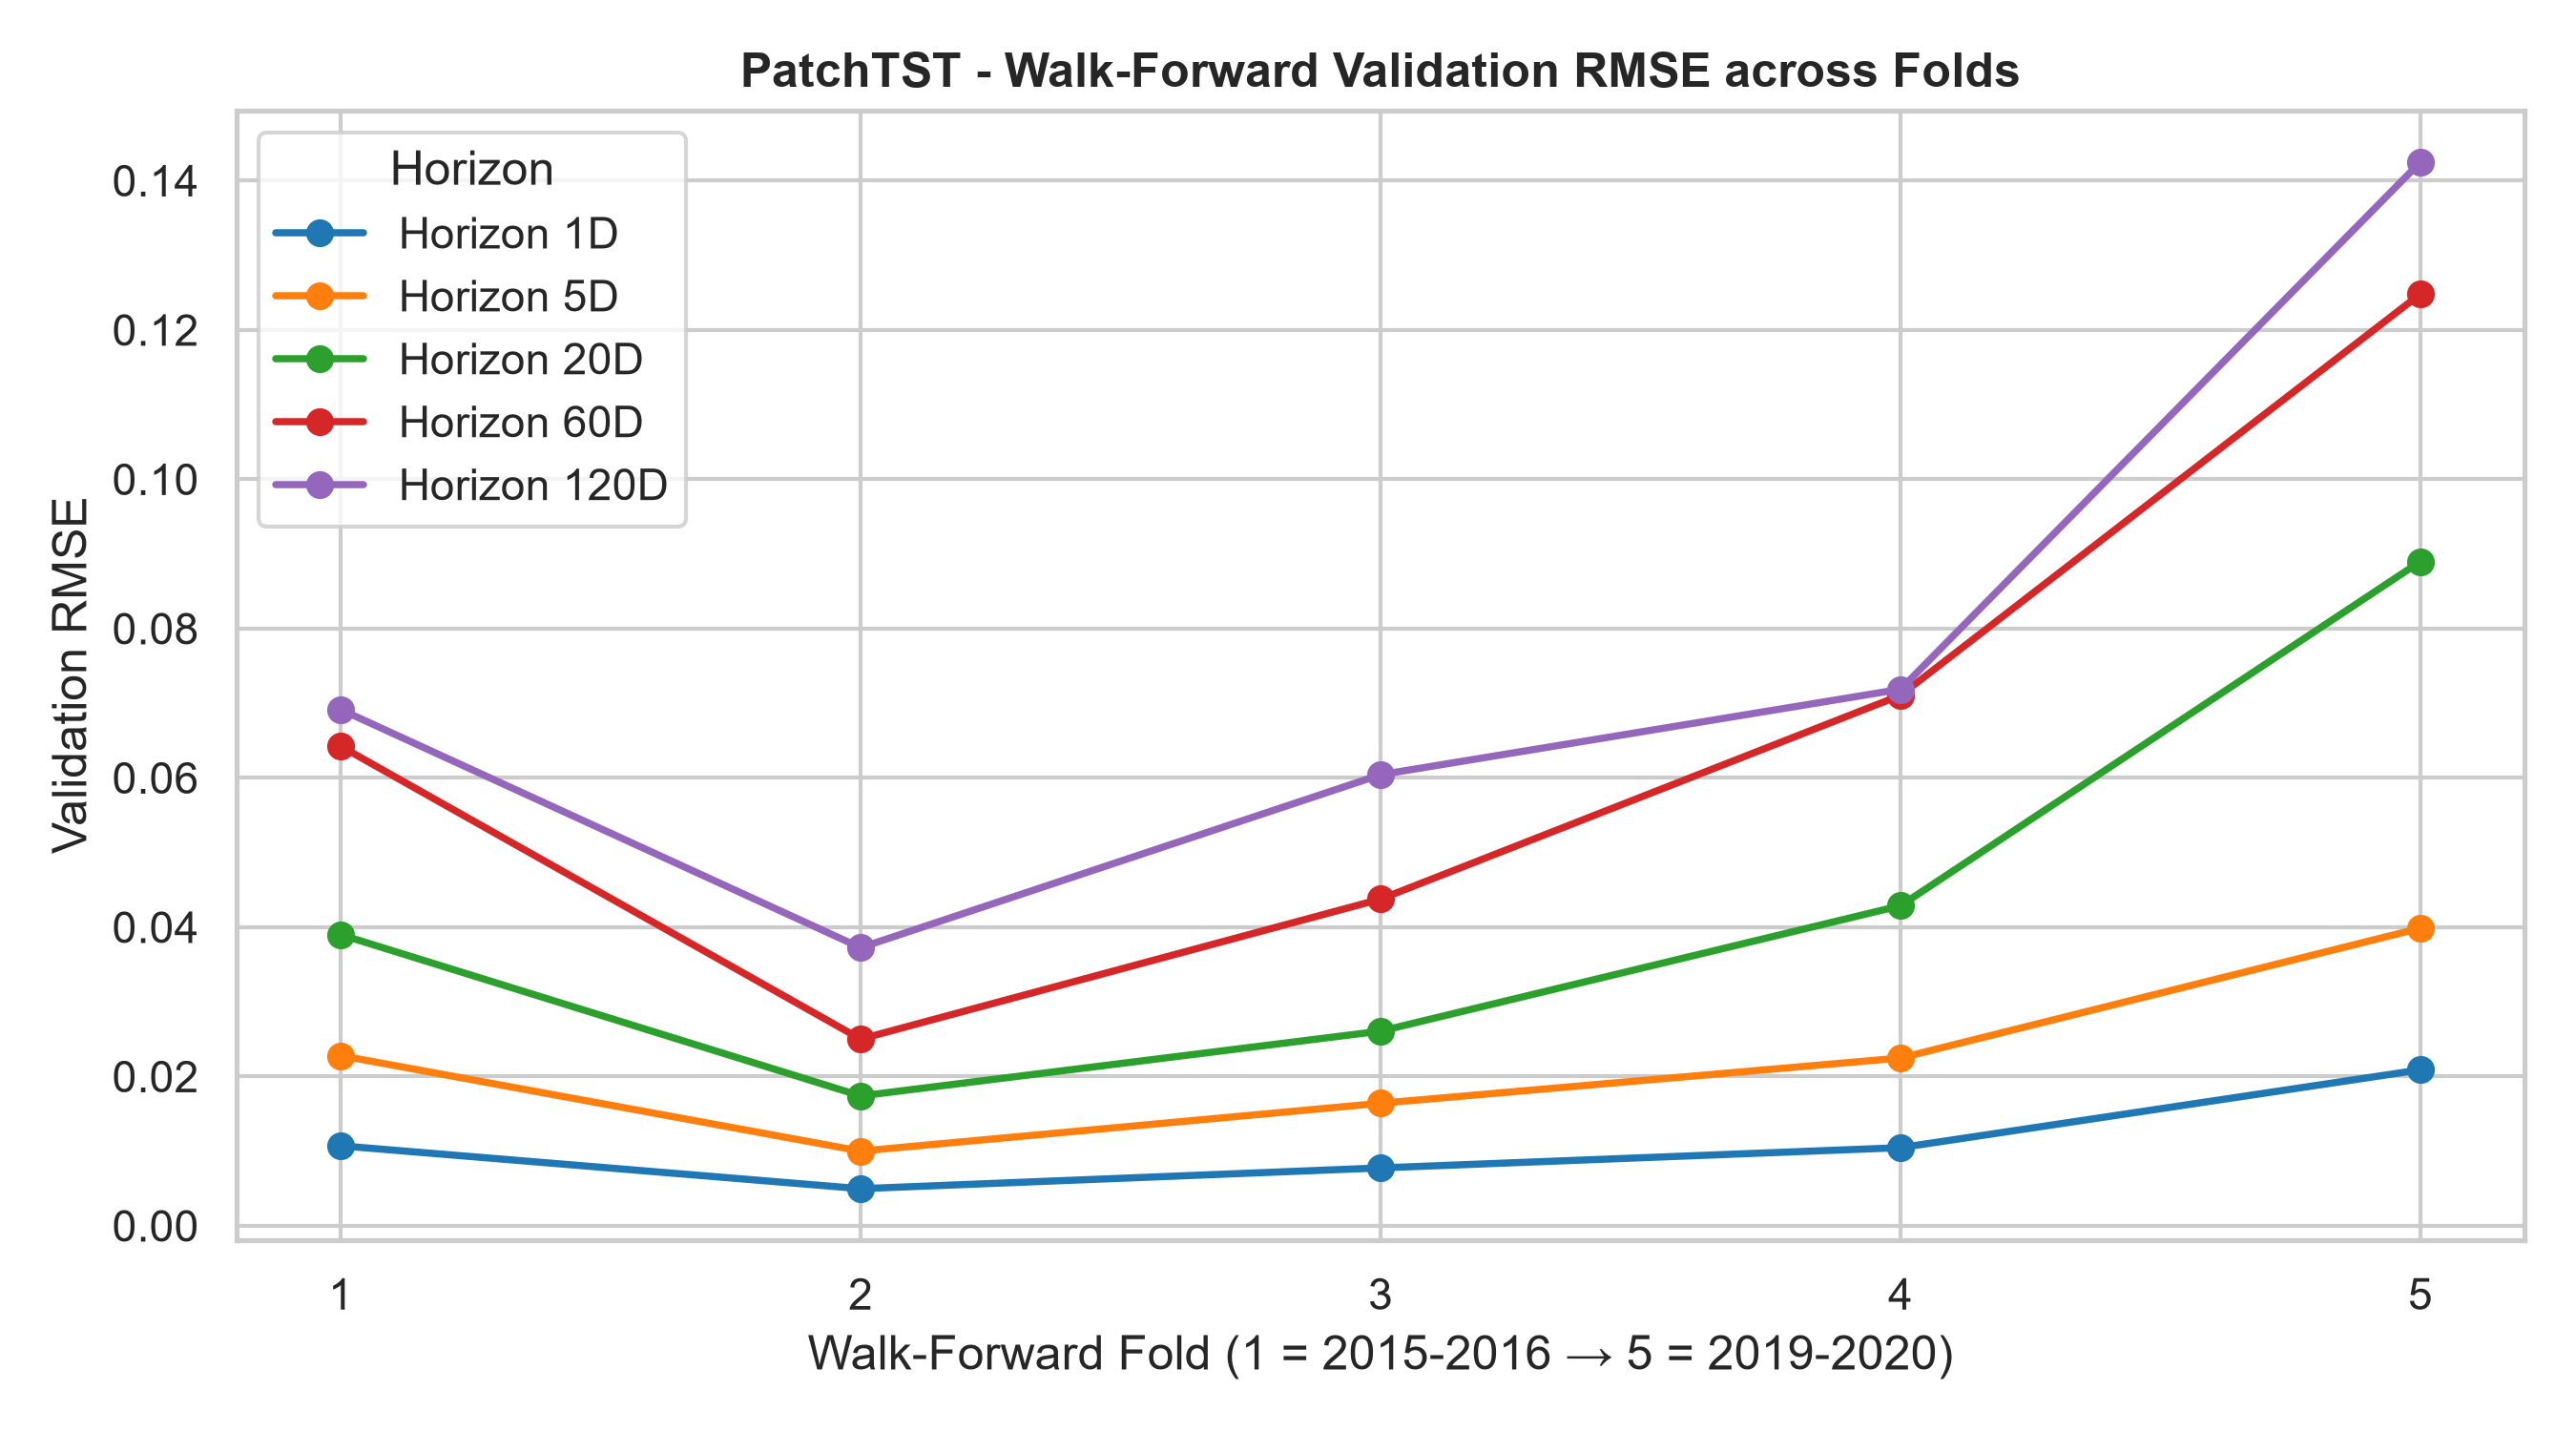 PatchTST - Walk-Forward Validation RMSE across Folds
Horizon
Horizon 1D
Horizon 5D
Horizon 20D
Horizon 60D
Horizon 120D
Validation RMSE
0.14
0.12
0.10
0.08
0.06
0.04
0.02
0.00
1 2 3 4 5
Walk-Forward Fold (1 = 2015-2016 → 5 = 2019-2020)